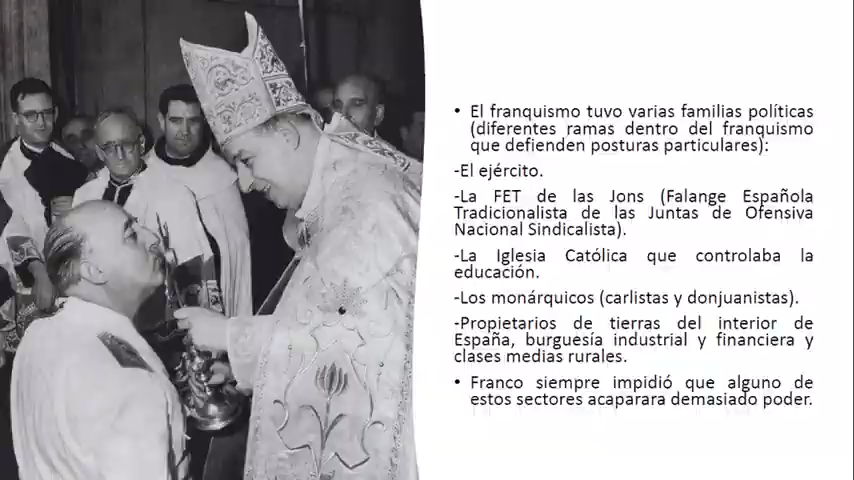 • El franquismo tuvo varias familias políticas
(diferentes ramas dentro del franquismo
que defienden posturas particulares):
-El ejército.
-La FET de las Jons (Falange Española
Tradicionalista de las Juntas de Ofensiva
Nacional Sindicalista).
-La Iglesia Católica que controlaba la
educación.
-Los monárquicos (carlistas y donjuanistas).
-Propietarios de tierras del interior de
España, burguesía industrial y financiera y
clases medias rurales.
• Franco siempre impidió que alguno de
estos sectores acaparara demasiado poder.